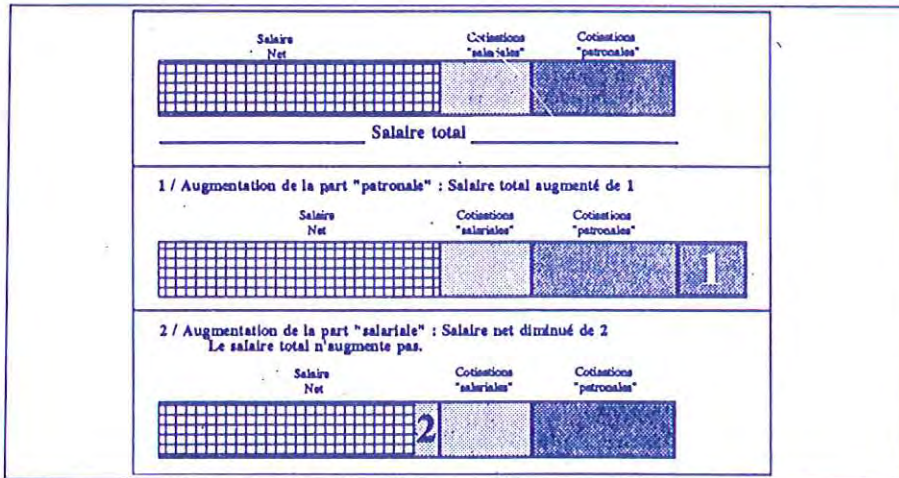 Salaire Net
Cotisations "salariales"
Cotisations "patronales"
Salaire total
1 / Augmentation de la part "patronale" : Salaire total augmenté de 1
Salaire Net
Cotisations "salariales"
Cotisations "patronales"
1
2 / Augmentation de la part "salariale" : Salaire net diminué de 2
Le salaire total n'augmente pas.
Salaire Net
Cotisations "salariales"
Cotisations "patronales"
2